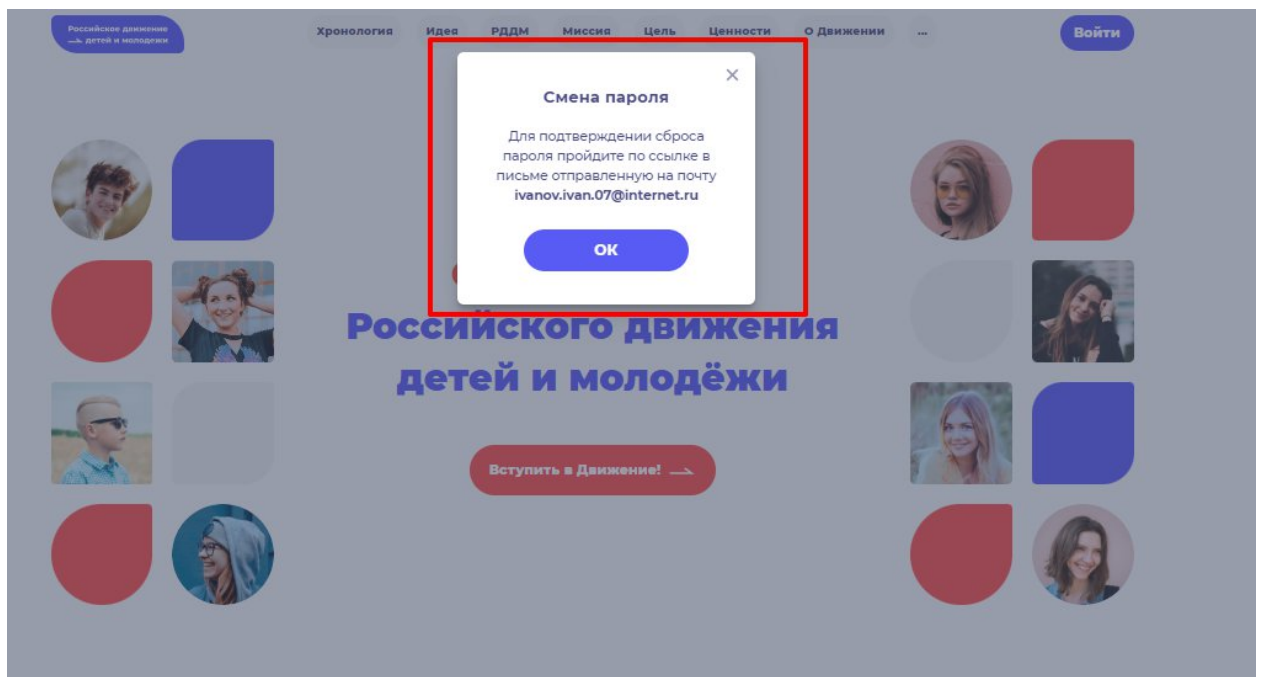 Российское движение
детей и молодежи
Хронология
Идея
РДДМ
Миссия
Цель
Ценности
О Движении
...
Войти
Смена пароля
Для подтверждении сброса
пароля пройдите по ссылке в
письме отправленную на почту
ivanov.ivan.07@internet.ru
ОК
Российского движения
детей и молодёжи
Вступить в Движение!